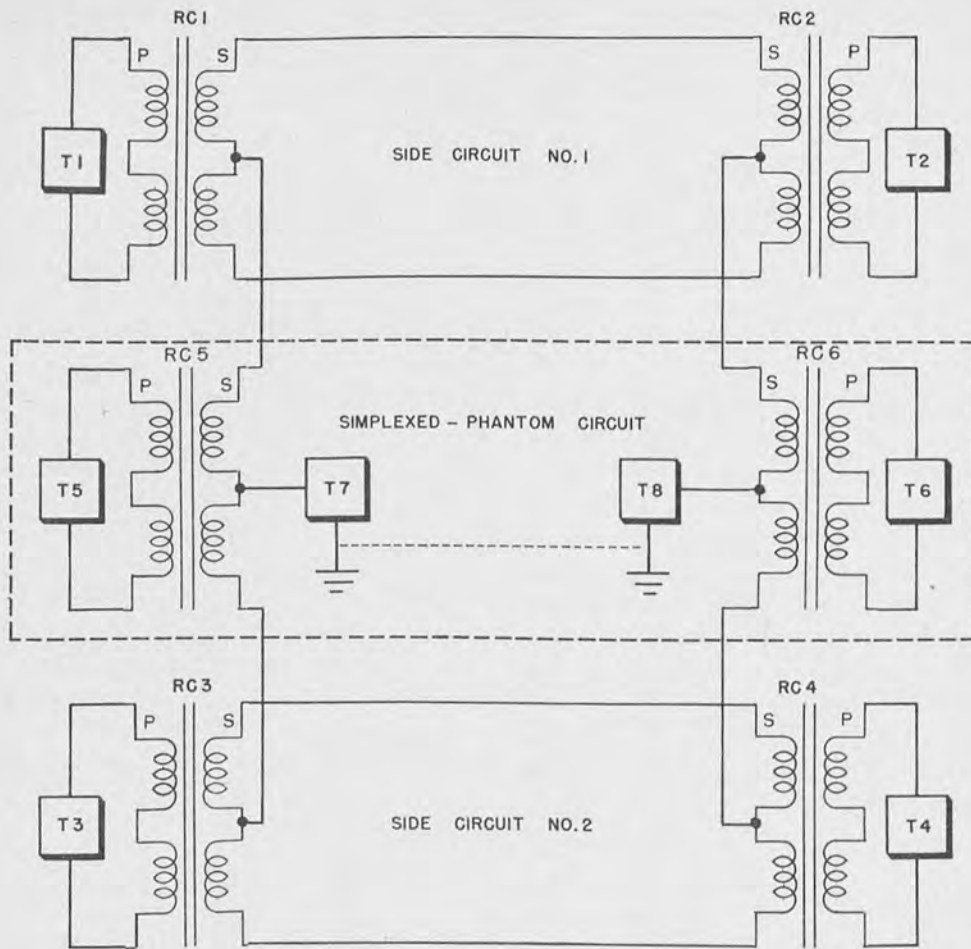 RC1
RC2
P
S
S
P
T1
SIDE CIRCUIT NO.1
T2
RC5
RC6
P
S
S
P
SIMPLEXED-PHANTOM CIRCUIT
T5
T7
T8
T6
RC3
RC4
P
S
S
P
T3
SIDE CIRCUIT NO.2
T4